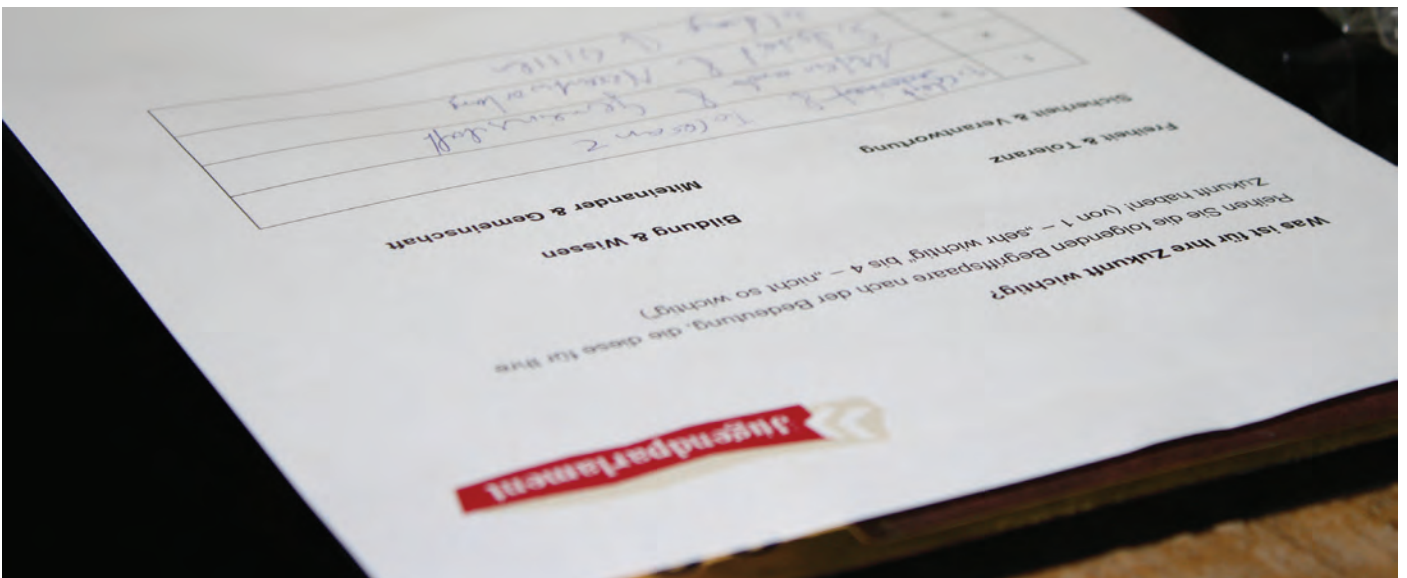 Jugendparlament
Was ist für Ihre Zukunft wichtig?
Reihen Sie die folgenden Begriffspaare nach der Bedeutung, die diese für Ihre
Zukunft haben! (von 1 – „sehr wichtig“ bis 4 – „nicht so wichtig“)
Freiheit & Toleranz Bildung & Wissen
Sicherheit & Verantwortung Miteinander & Gemeinschaft
& Toleranz
& Gemeinschaft